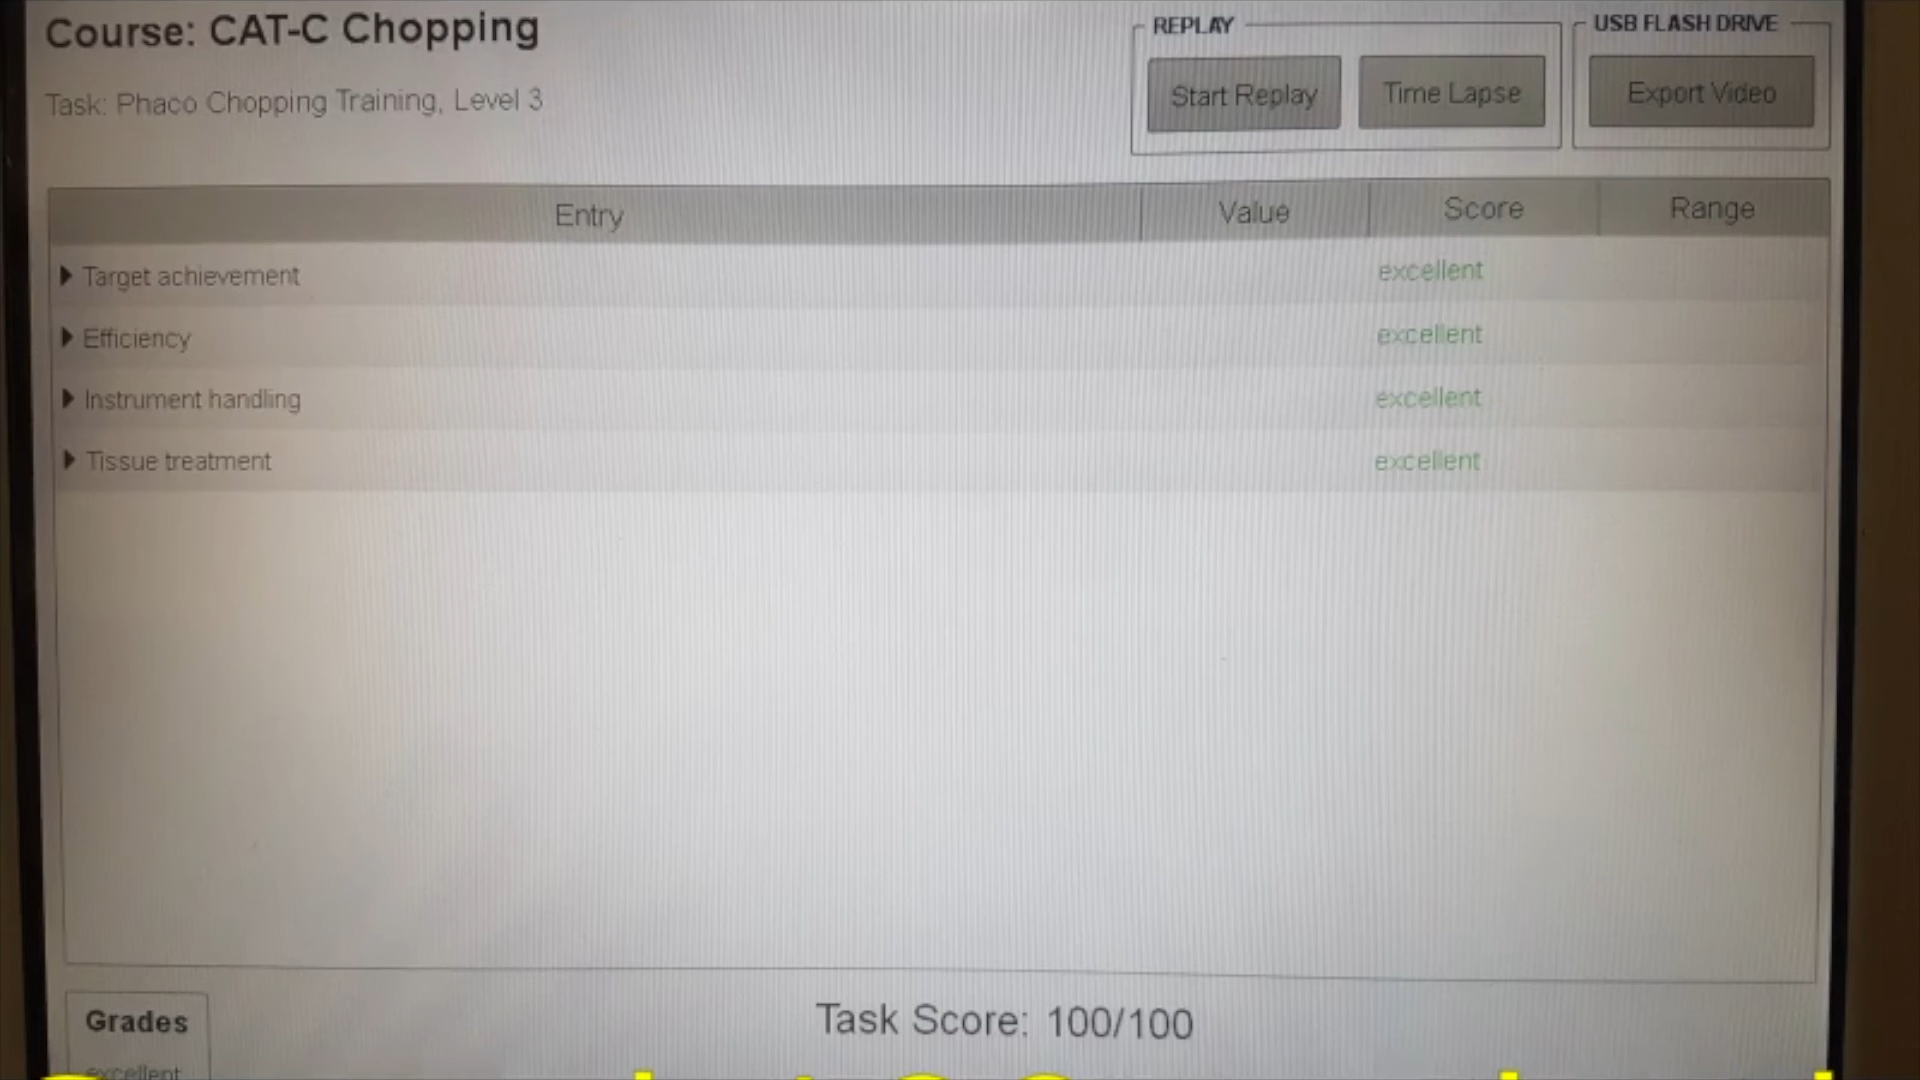 Course: CAT-C Chopping
Task: Phaco Chopping Training, Level 3
REPLAY
Start Replay
Time Lapse
USB FLASH DRIVE
Export Video
Entry Value Score Range
Target achievement excellent
Efficiency excellent
Instrument handling excellent
Tissue treatment excellent
Grades
excellent
Task Score: 100/100